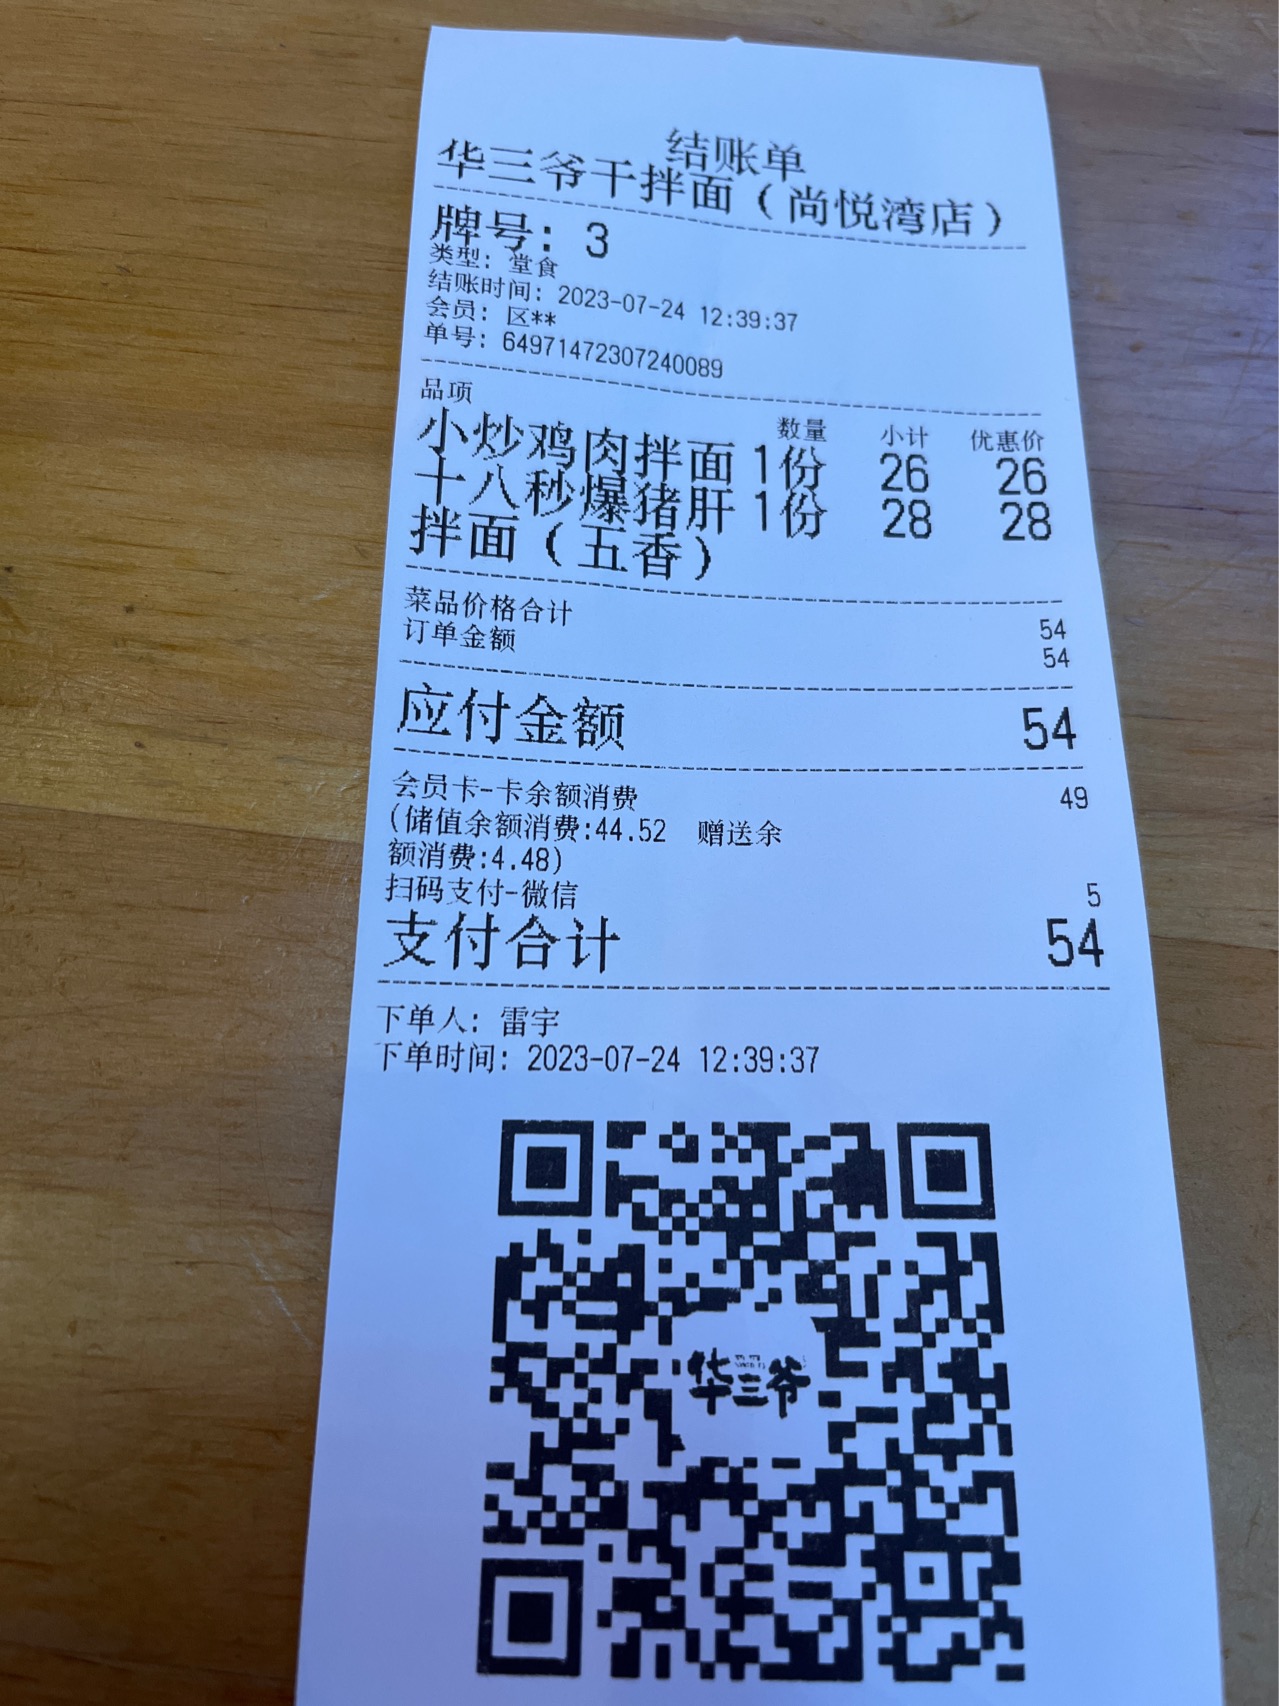 结账单
华三爷干拌面（尚悦湾店）
牌号：3
类型：堂食
结账时间：2023-07-24 12:39:37
会员：区**
单号：64971472307240089
品项 数量 小计 优惠价
小炒鸡肉拌面 1份 26 26
十八秒爆猪肝 1份 28 28
拌面（五香）
菜品价格合计 54
订单金额 54
应付金额 54
会员卡-卡余额消费 49
(储值余额消费:44.52 赠送余
额消费:4.48)
扫码支付-微信 5
支付合计 54
下单人：雷宇
下单时间：2023-07-24 12:39:37
华三爷